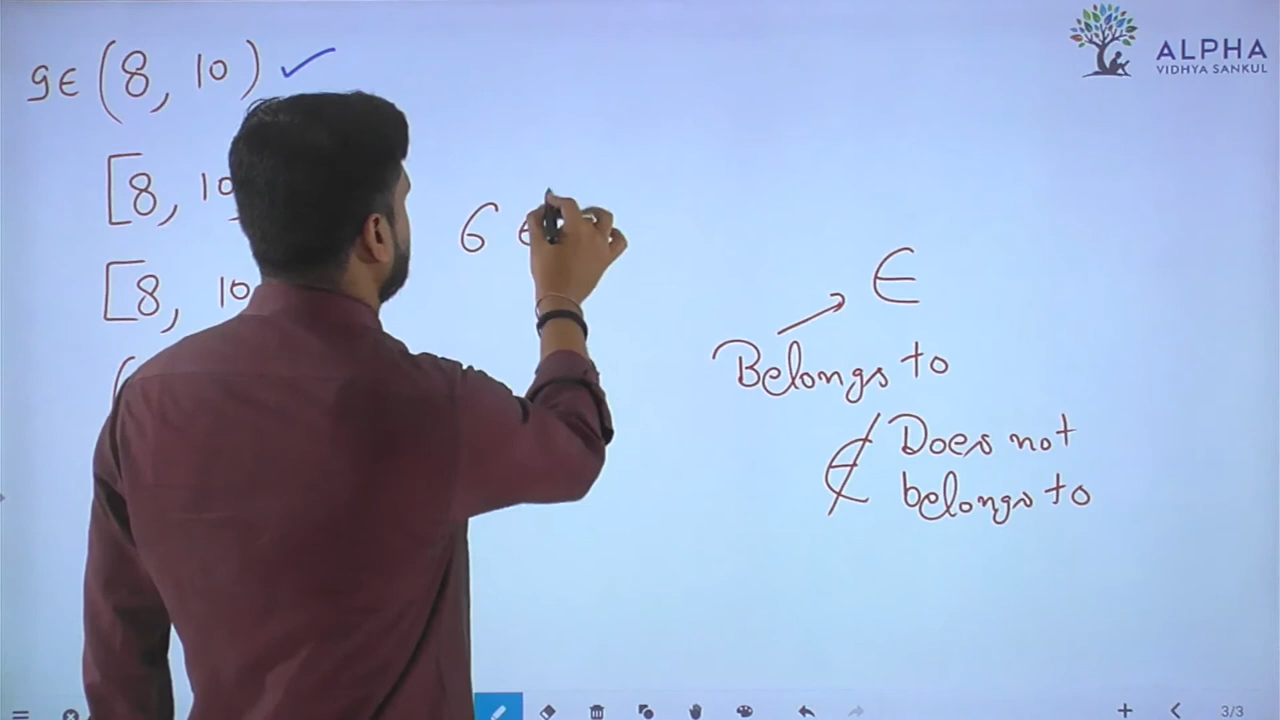 9∈ (8, 10) ✓
[8, 10
[8, 10
6 ∈
∈
Belongs to
∉ Does not
belongs to
ALPHA
VIDHYA SANKUL
3/3